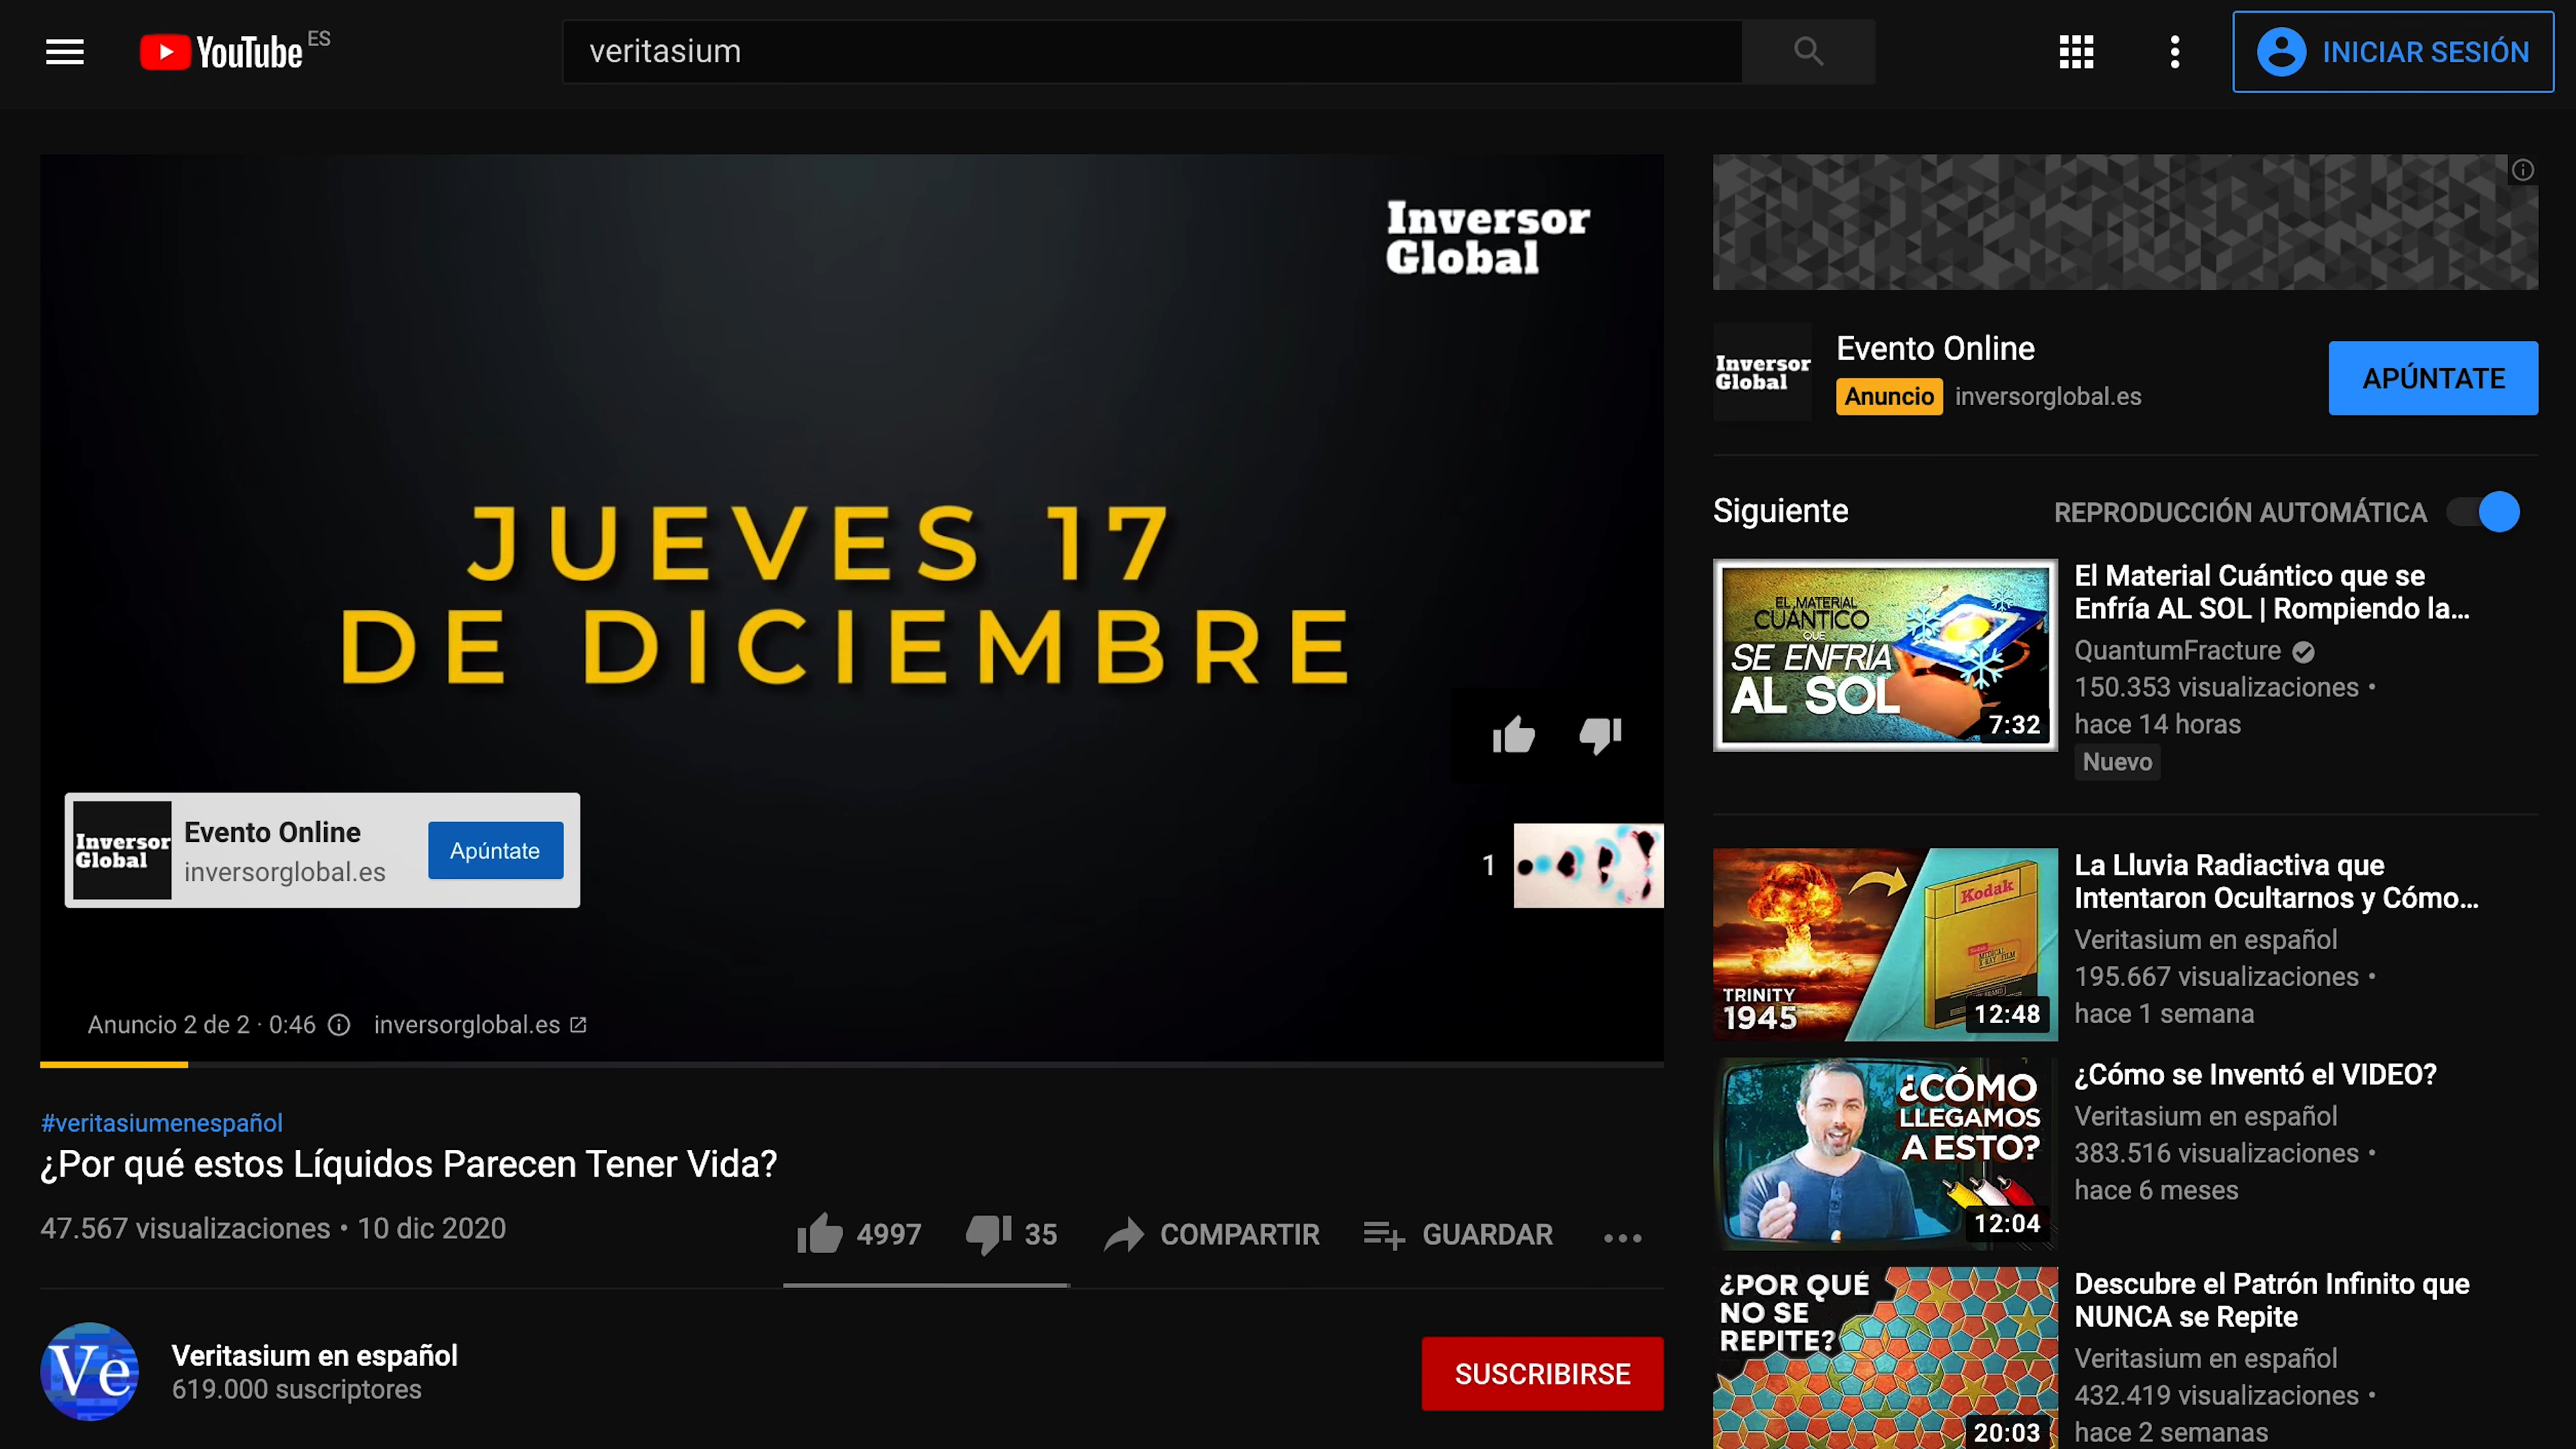 YouTube ES
veritasium
INICIAR SESIÓN
Inversor
Global
JUEVES 17
DE DICIEMBRE
Inversor
Global
Evento Online
inversorglobal.es
Apúntate
1
Anuncio 2 de 2 · 0:46
inversorglobal.es
#veritasiumenespañol
¿Por qué estos Líquidos Parecen Tener Vida?
47.567 visualizaciones • 10 dic 2020
4997
35
COMPARTIR
GUARDAR
Ve
Veritasium en español
619.000 suscriptores
SUSCRIBIRSE
Inversor
Global
Evento Online
Anuncio inversorglobal.es
APÚNTATE
Siguiente
REPRODUCCIÓN AUTOMÁTICA
EL MATERIAL
CUÁNTICO
QUE
SE ENFRÍA
AL SOL
7:32
El Material Cuántico que se
Enfría AL SOL | Rompiendo la...
QuantumFracture
150.353 visualizaciones •
hace 14 horas
Nuevo
Kodak
TRINITY
1945
12:48
La Lluvia Radiactiva que
Intentaron Ocultarnos y Cómo...
Veritasium en español
195.667 visualizaciones •
hace 1 semana
¿CÓMO
LLEGAMOS
A ESTO?
12:04
¿Cómo se Inventó el VIDEO?
Veritasium en español
383.516 visualizaciones •
hace 6 meses
¿POR QUÉ
NO SE
REPITE?
20:03
Descubre el Patrón Infinito que
NUNCA se Repite
Veritasium en español
432.419 visualizaciones •
hace 2 semanas